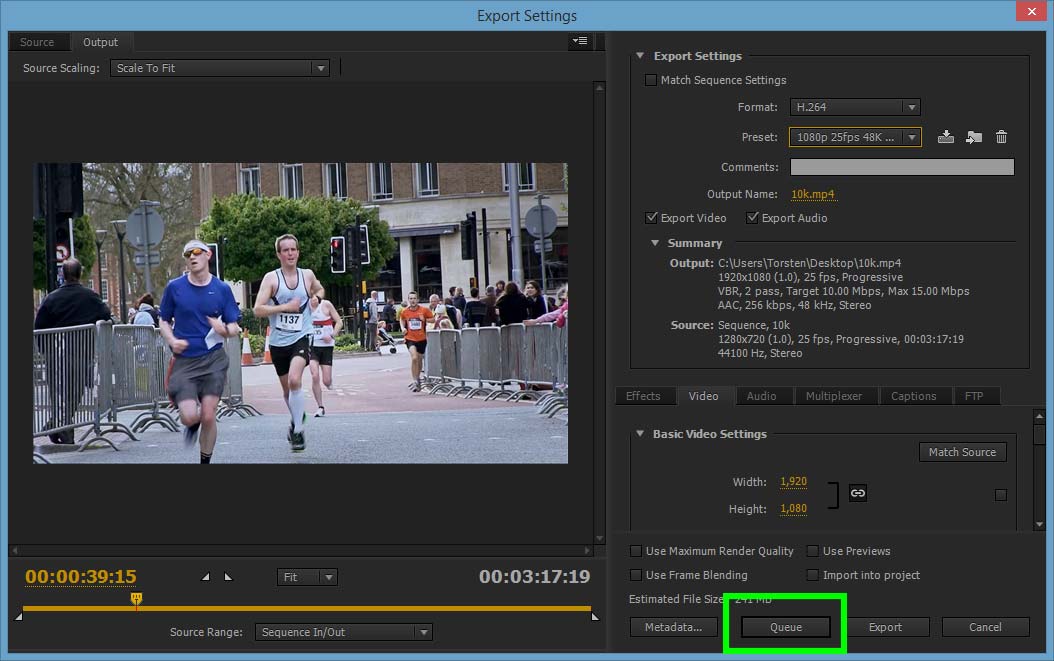 Export Settings
Source Output
Source Scaling: Scale To Fit
1137
Export Settings
Match Sequence Settings
Format: H.264
Preset: 1080p 25fps 48K ...
Comments:
Output Name: 10k.mp4
Export Video Export Audio
Summary
Output: C:\Users\Torsten\Desktop\10k.mp4
1920x1080 (1.0), 25 fps, Progressive
VBR, 2 pass, Target 10.00 Mbps, Max 15.00 Mbps
AAC, 256 kbps, 48 kHz, Stereo
Source: Sequence, 10k
1280x720 (1.0), 25 fps, Progressive, 00:03:17:19
44100 Hz, Stereo
Effects Video Audio Multiplexer Captions FTP
Basic Video Settings
Match Source
Width: 1,920
Height: 1,080
Use Maximum Render Quality Use Previews
Use Frame Blending Import into project
Estimated File Size: 241 MB
Metadata... Queue Export Cancel
00:00:39:15 Fit 00:03:17:19
Source Range: Sequence In/Out